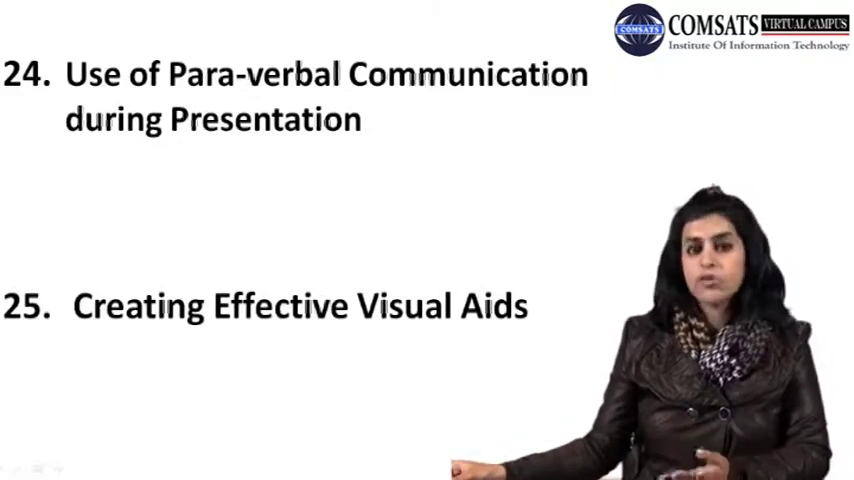 COMSATS VIRTUAL CAMPUS
COMSATS
Institute Of Information Technology
24. Use of Para-verbal Communication
during Presentation
25. Creating Effective Visual Aids